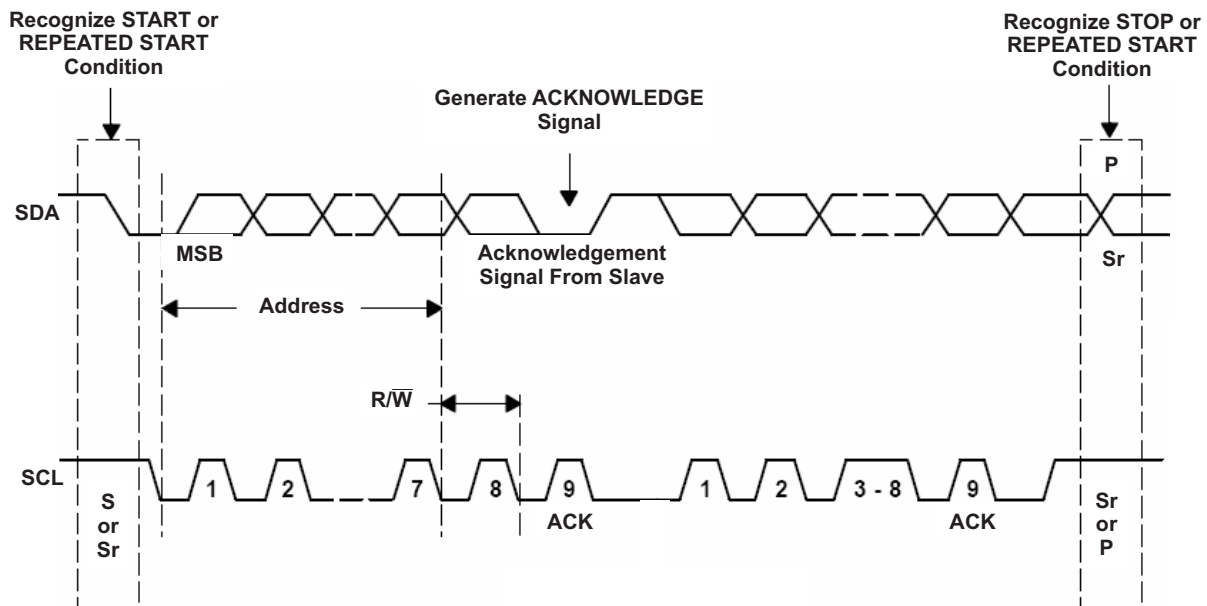 Recognize START or
REPEATED START
Condition
Recognize STOP or
REPEATED START
Condition
Generate ACKNOWLEDGE
Signal
P
SDA
MSB
Acknowledgement
Signal From Slave
Sr
Address
R/W̅
SCL
1
2
7
8
9
1
2
3 - 8
9
S
or
Sr
ACK
ACK
Sr
or
P